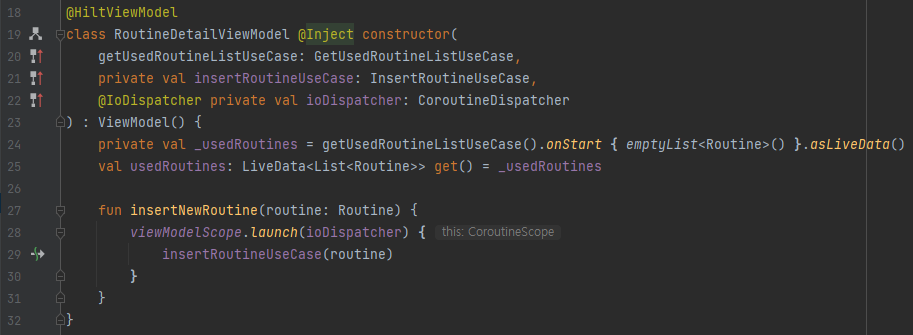 18 @HiltViewModel
19 class RoutineDetailViewModel @Inject constructor(
20     getUsedRoutineListUseCase: GetUsedRoutineListUseCase,
21     private val insertRoutineUseCase: InsertRoutineUseCase,
22     @IoDispatcher private val ioDispatcher: CoroutineDispatcher
23 ) : ViewModel() {
24     private val _usedRoutines = getUsedRoutineListUseCase().onStart { emptyList<Routine>() }.asLiveData()
25     val usedRoutines: LiveData<List<Routine>> get() = _usedRoutines
26
27     fun insertNewRoutine(routine: Routine) {
28         viewModelScope.launch(ioDispatcher) { this: CoroutineScope
29             insertRoutineUseCase(routine)
30         }
31     }
32 }